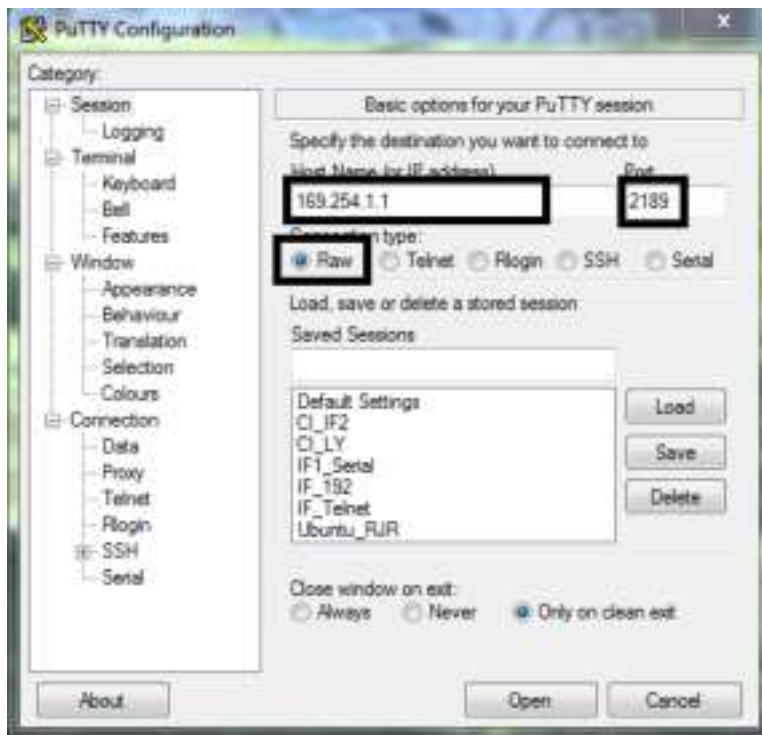 PuTTY Configuration
Category:
Session
Logging
Terminal
Keyboard
Bell
Features
Window
Appearance
Behaviour
Translation
Selection
Colours
Connection
Data
Proxy
Telnet
Rlogin
SSH
Serial
Basic options for your PuTTY session
Specify the destination you want to connect to
Host Name (or IP address) Port
169.254.1.1 2189
Connection type:
Raw Telnet Rlogin SSH Serial
Load, save or delete a stored session
Saved Sessions
Default Settings
CI_IF2
CI_LY
IF1_Serial
IF_192
IF_Telnet
Ubuntu_RJR
Load
Save
Delete
Close window on exit:
Always Never Only on clean exit
About Open Cancel